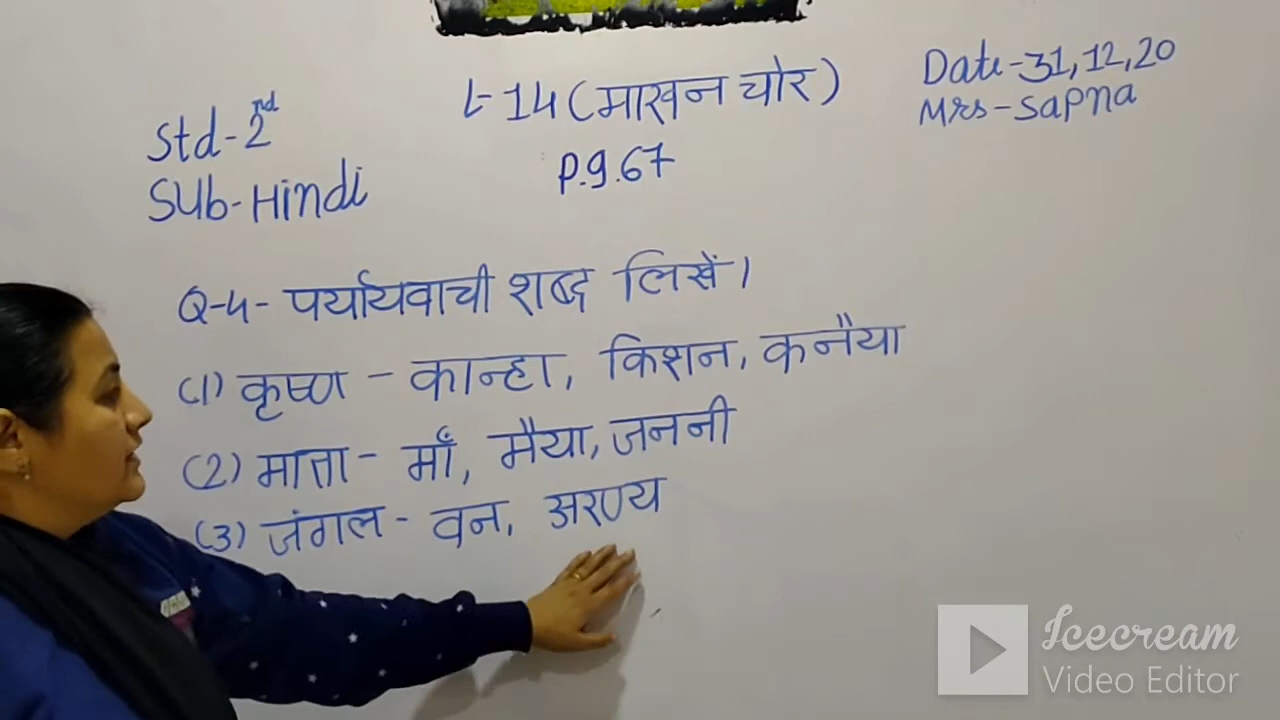 Std-2nd
Sub-Hindi
L-14 (माखन चोर)
P.g.67
Date-31,12,20
Mrs-Sapna
Q-4- पर्यायवाची शब्द लिखें।
(1) कृष्ण - कान्हा, किशन, कनैया
(2) माता - माँ, मैया, जननी
(3) जंगल - वन, अरण्य
Icecream
Video Editor